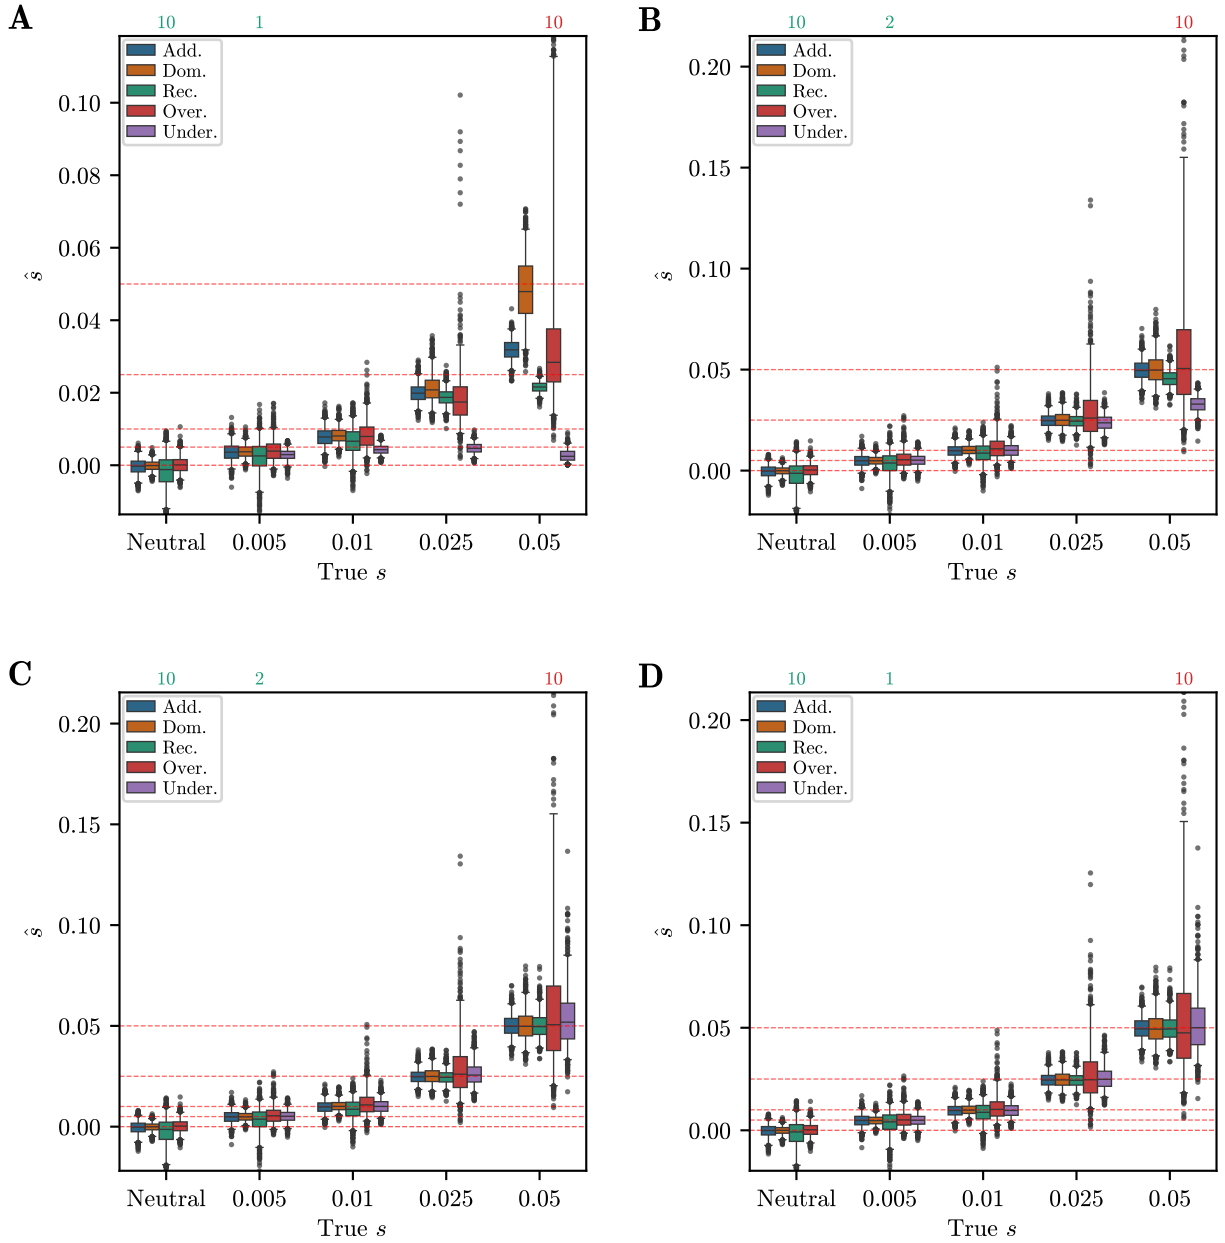 A
10 1 10
Add.
Dom.
Rec.
Over.
Under.
0.10
0.08
0.06
0.04
0.02
0.00
ŝ
Neutral 0.005 0.01 0.025 0.05
True s
B
10 2 10
Add.
Dom.
Rec.
Over.
Under.
0.20
0.15
0.10
0.05
0.00
ŝ
Neutral 0.005 0.01 0.025 0.05
True s
C
10 2 10
Add.
Dom.
Rec.
Over.
Under.
0.20
0.15
0.10
0.05
0.00
ŝ
Neutral 0.005 0.01 0.025 0.05
True s
D
10 1 10
Add.
Dom.
Rec.
Over.
Under.
0.20
0.15
0.10
0.05
0.00
ŝ
Neutral 0.005 0.01 0.025 0.05
True s